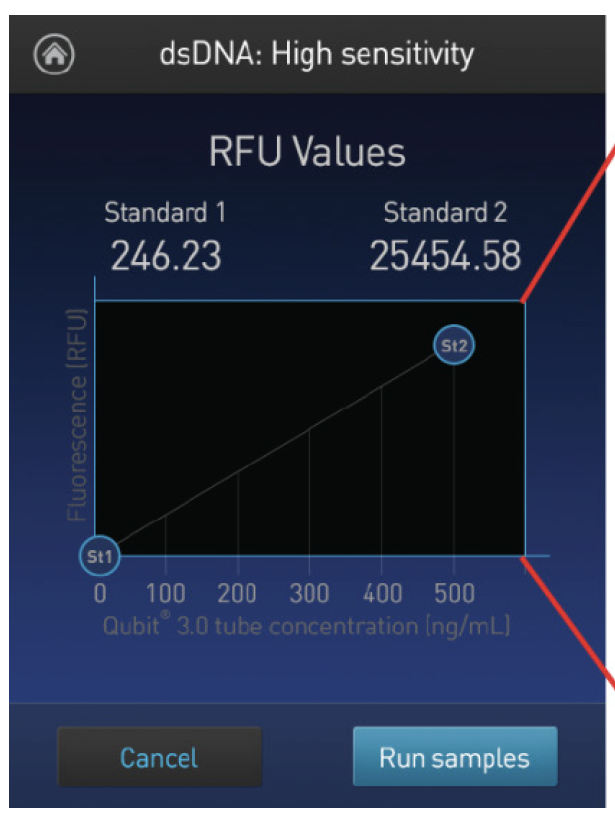 dsDNA: High sensitivity
RFU Values
Standard 1 Standard 2
246.23 25454.58
Fluorescence (RFU)
St2
St1
0 100 200 300 400 500
Qubit® 3.0 tube concentration (ng/mL)
Cancel Run samples